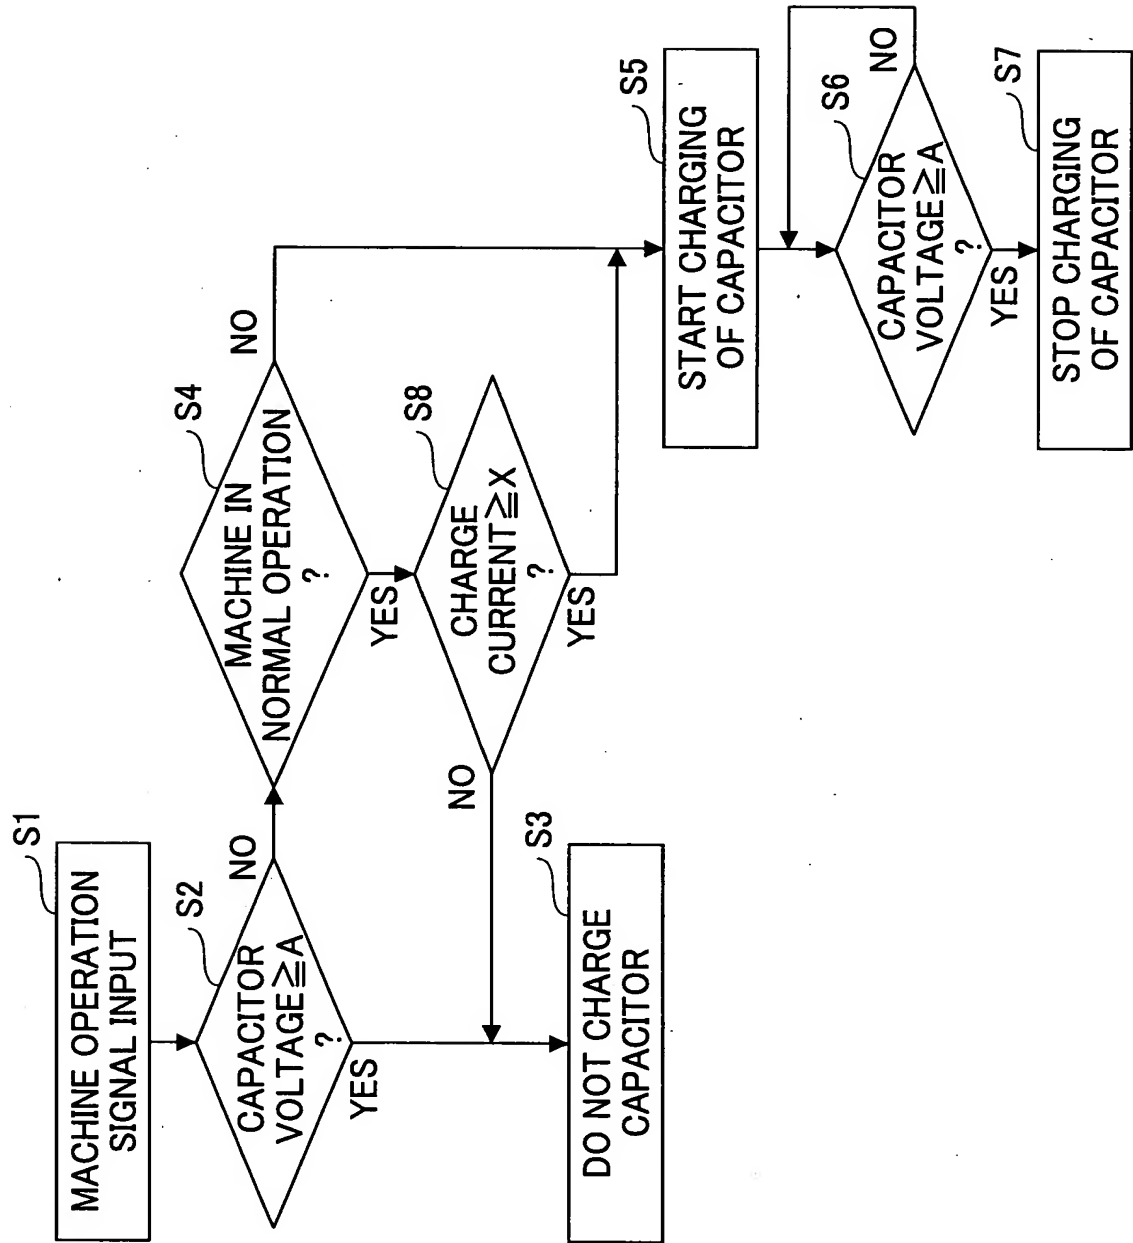 S1
MACHINE OPERATION
SIGNAL INPUT
S2
CAPACITOR
VOLTAGE≧A
?
NO
YES
S3
DO NOT CHARGE
CAPACITOR
S4
MACHINE IN
NORMAL OPERATION
?
NO
YES
S8
CHARGE
CURRENT≧X
?
NO
YES
S5
START CHARGING
OF CAPACITOR
S6
CAPACITOR
VOLTAGE≧A
?
NO
YES
S7
STOP CHARGING
OF CAPACITOR